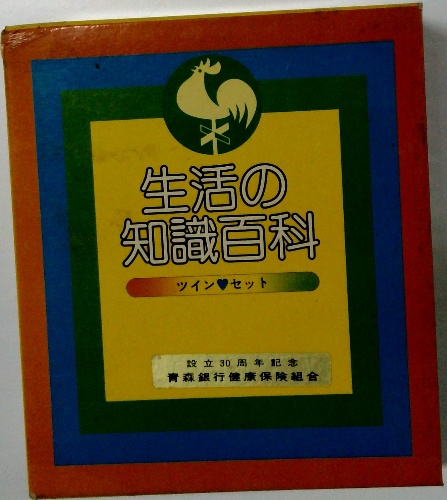 生活の
知識百科
ツイン♥セット
設立30周年記念
青森銀行健康保険組合